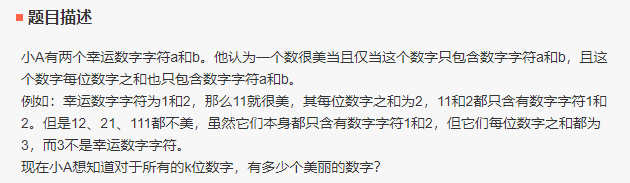 题目描述
小A有两个幸运数字字符a和b。他认为一个数很美当且仅当这个数字只包含数字字符a和b，且这
个数字每位数字之和也只包含数字字符a和b。
例如：幸运数字字符为1和2，那么11就很美，其每位数字之和为2，11和2都只含有数字字符1和
2。但是12、21、111都不美，虽然它们本身都只含有数字字符1和2，但它们每位数字之和都为
3，而3不是幸运数字字符。
现在小A想知道对于所有的k位数字，有多少个美丽的数字？